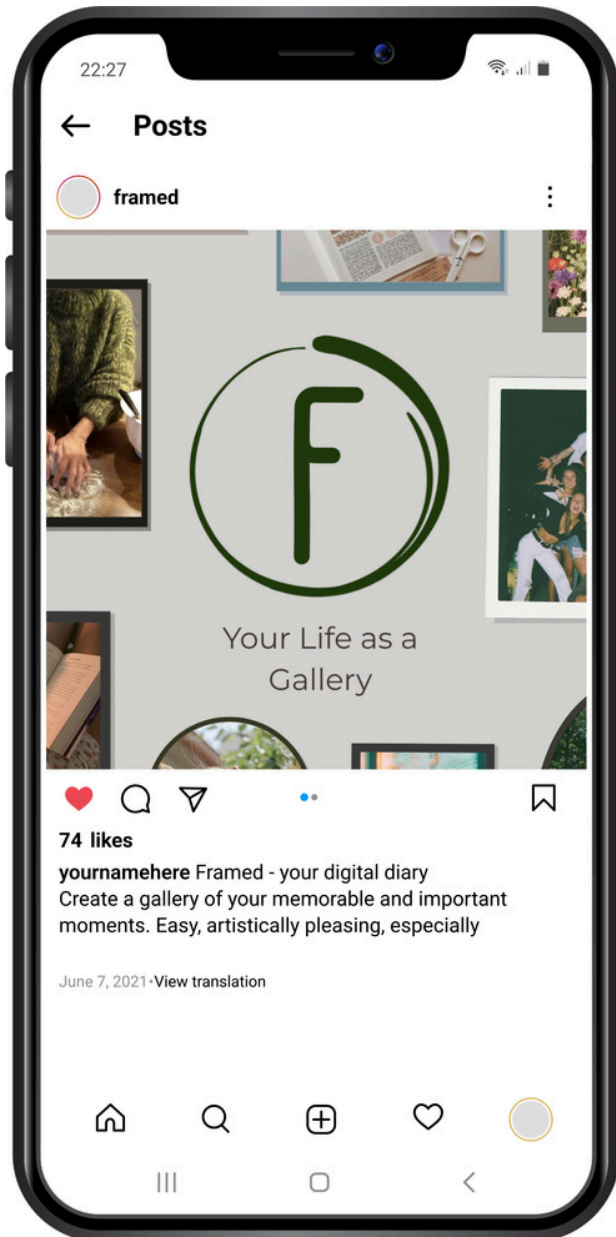 22:27
Posts
framed
F
Your Life as a
Gallery
74 likes
yournamehere Framed - your digital diary
Create a gallery of your memorable and important
moments. Easy, artistically pleasing, especially
June 7, 2021·View translation